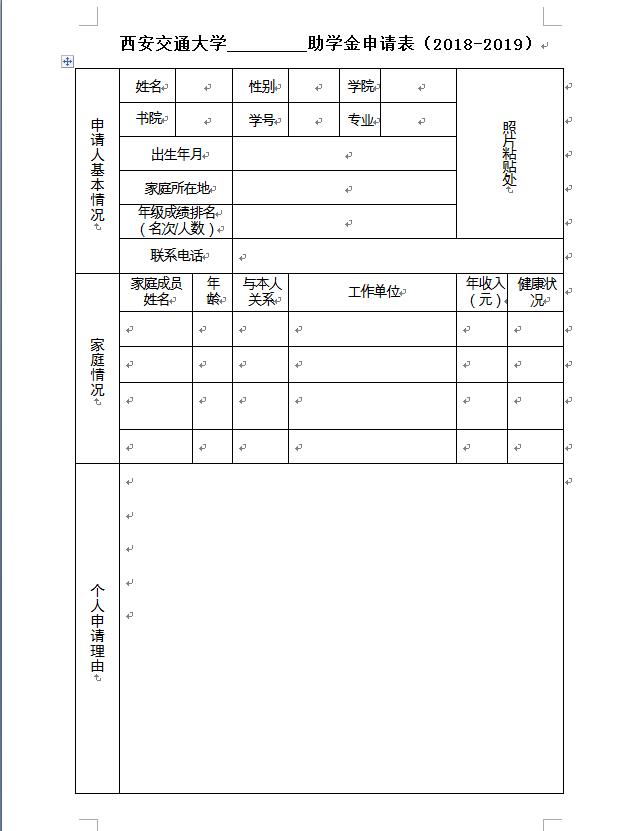 西安交通大学________助学金申请表（2018-2019）
申请人基本情况
姓名 性别 学院
照片粘贴处
书院 学号 专业
出生年月
家庭所在地
年级成绩排名
（名次/人数）
联系电话
家庭情况
家庭成员
姓名
年
龄
与本人
关系
工作单位
年收入
（元）
健康状
况
个人申请理由